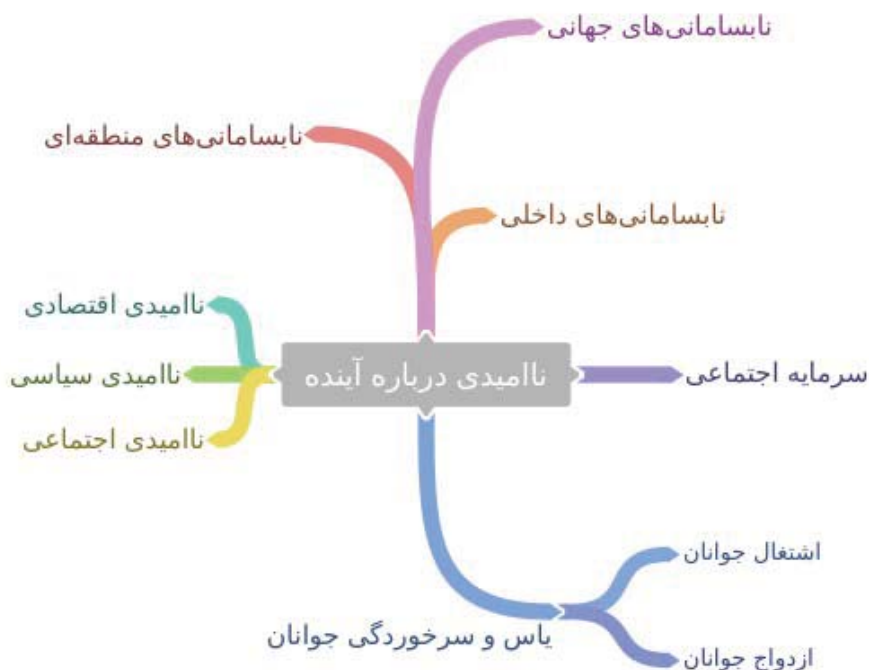 نابسامانی‌های جهانی
نابسامانی‌های منطقه‌ای
نابسامانی‌های داخلی
ناامیدی اقتصادی
ناامیدی درباره آینده
سرمایه اجتماعی
ناامیدی سیاسی
ناامیدی اجتماعی
اشتغال جوانان
یاس و سرخوردگی جوانان
ازدواج جوانان